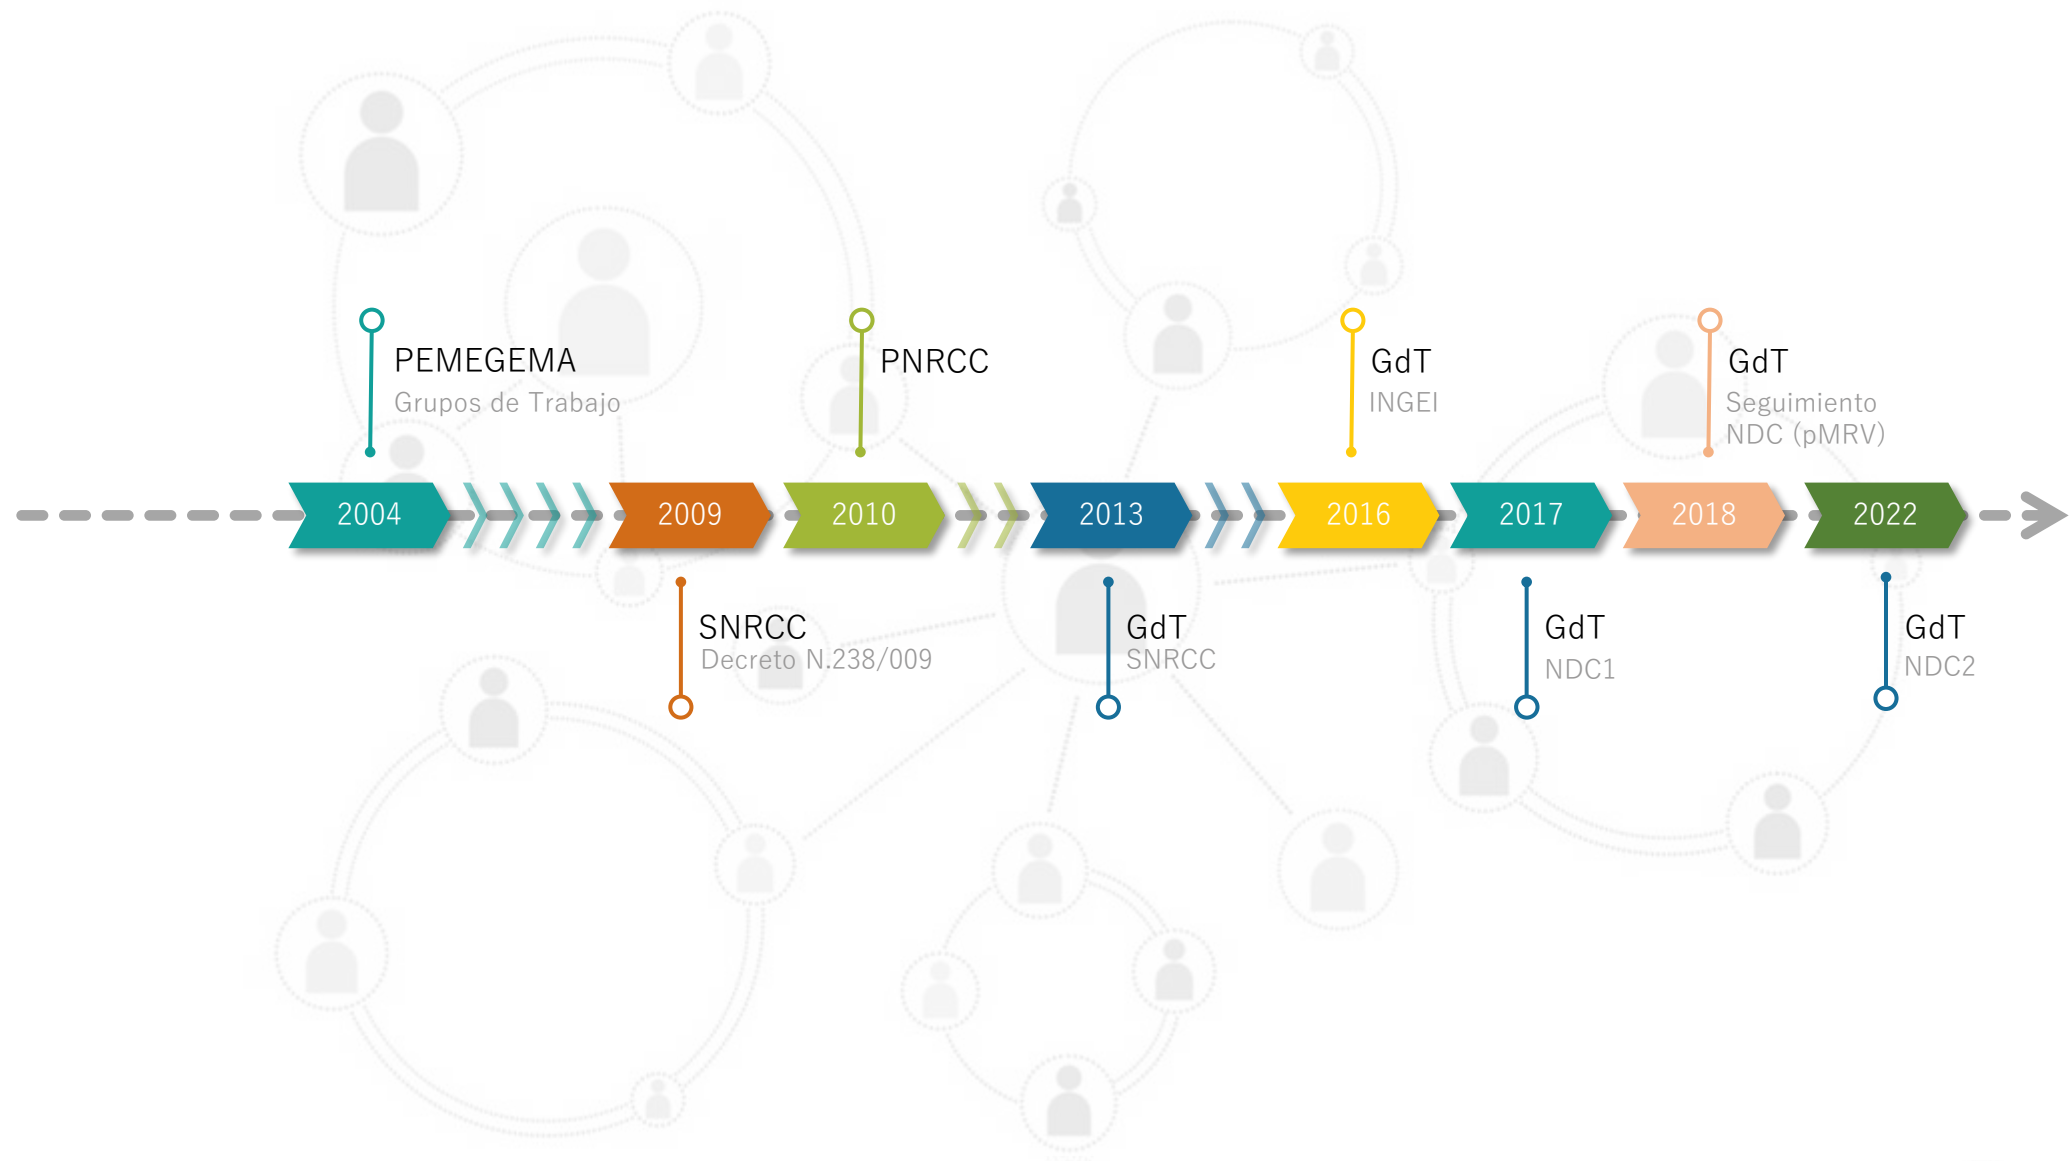 PEMEGEMA
Grupos de Trabajo
PNRCC
GdT
INGEI
GdT
Seguimiento
NDC (pMRV)
2004
2009
2010
2013
2016
2017
2018
2022
SNRCC
Decreto N.238/009
GdT
SNRCC
GdT
NDC1
GdT
NDC2